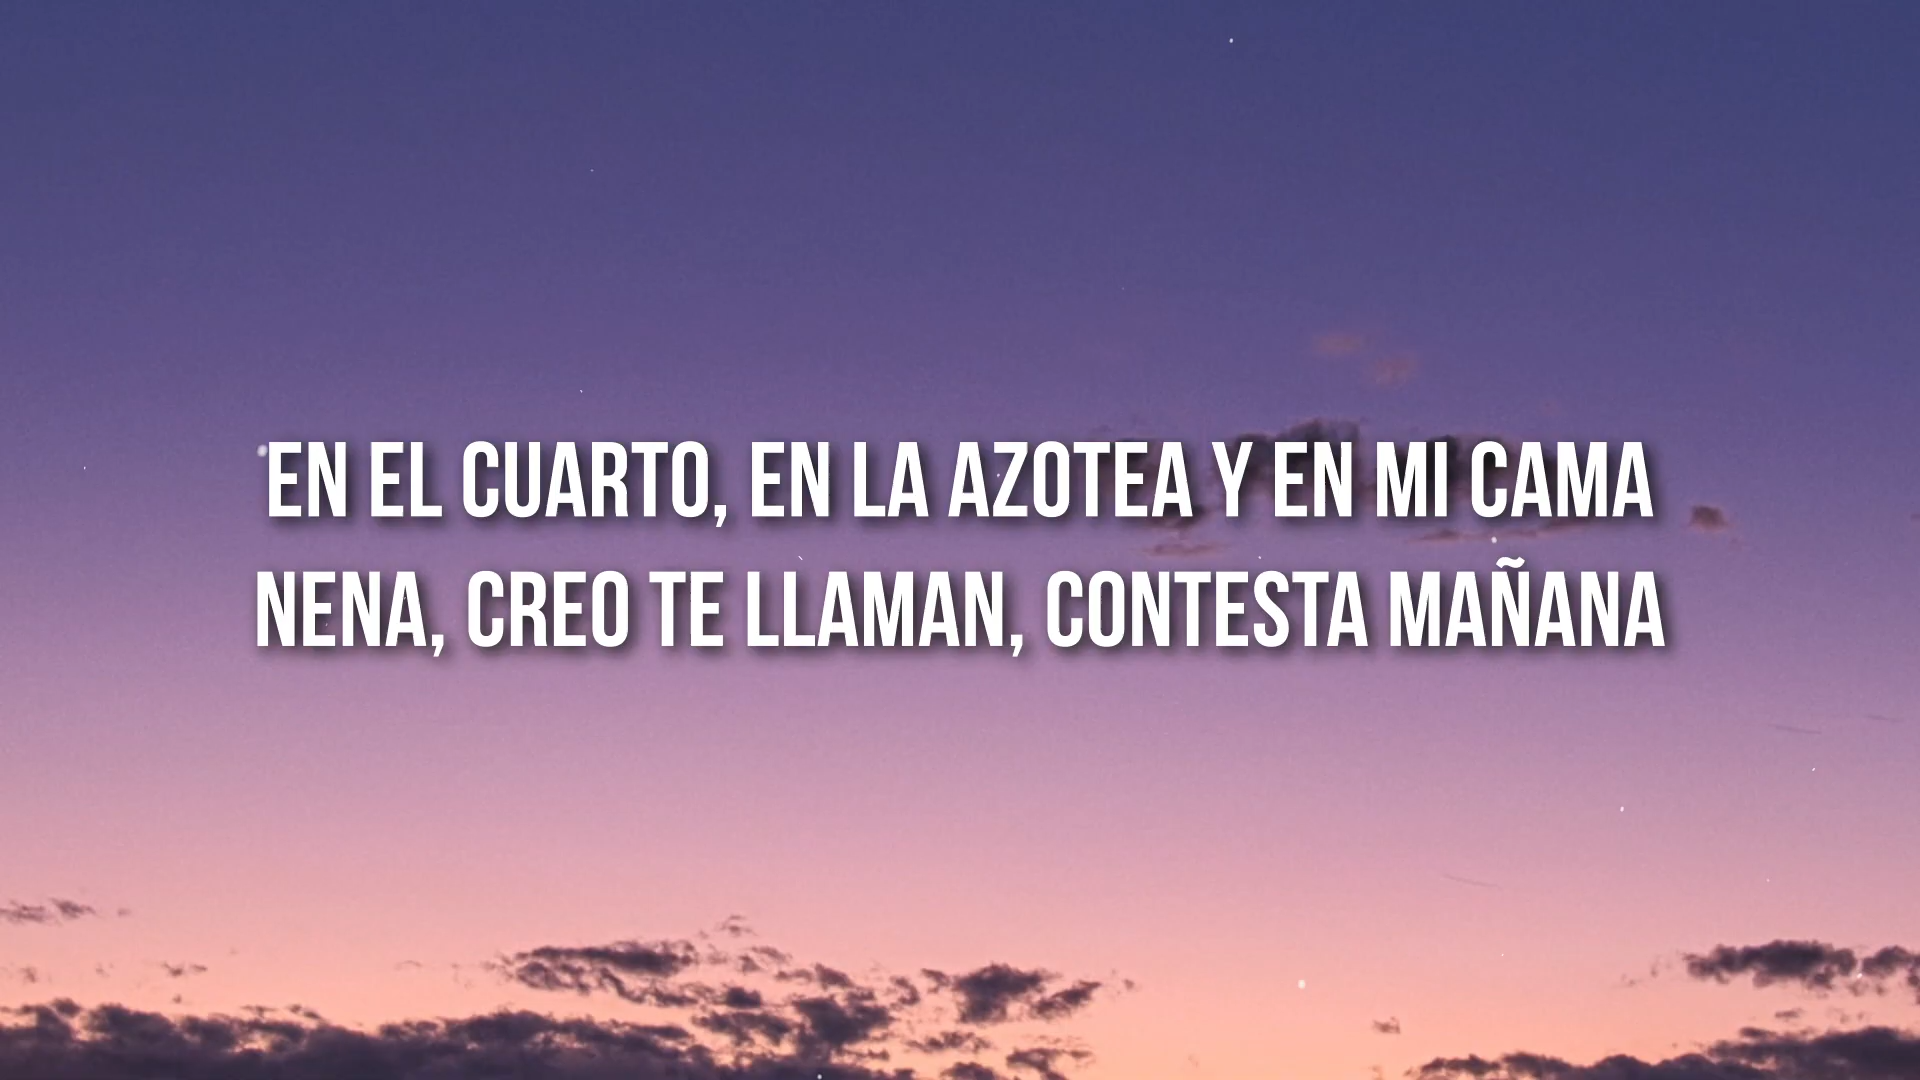 EN EL CUARTO, EN LA AZOTEA Y EN MI CAMA
NENA, CREO TE LLAMAN, CONTESTA MAÑANA